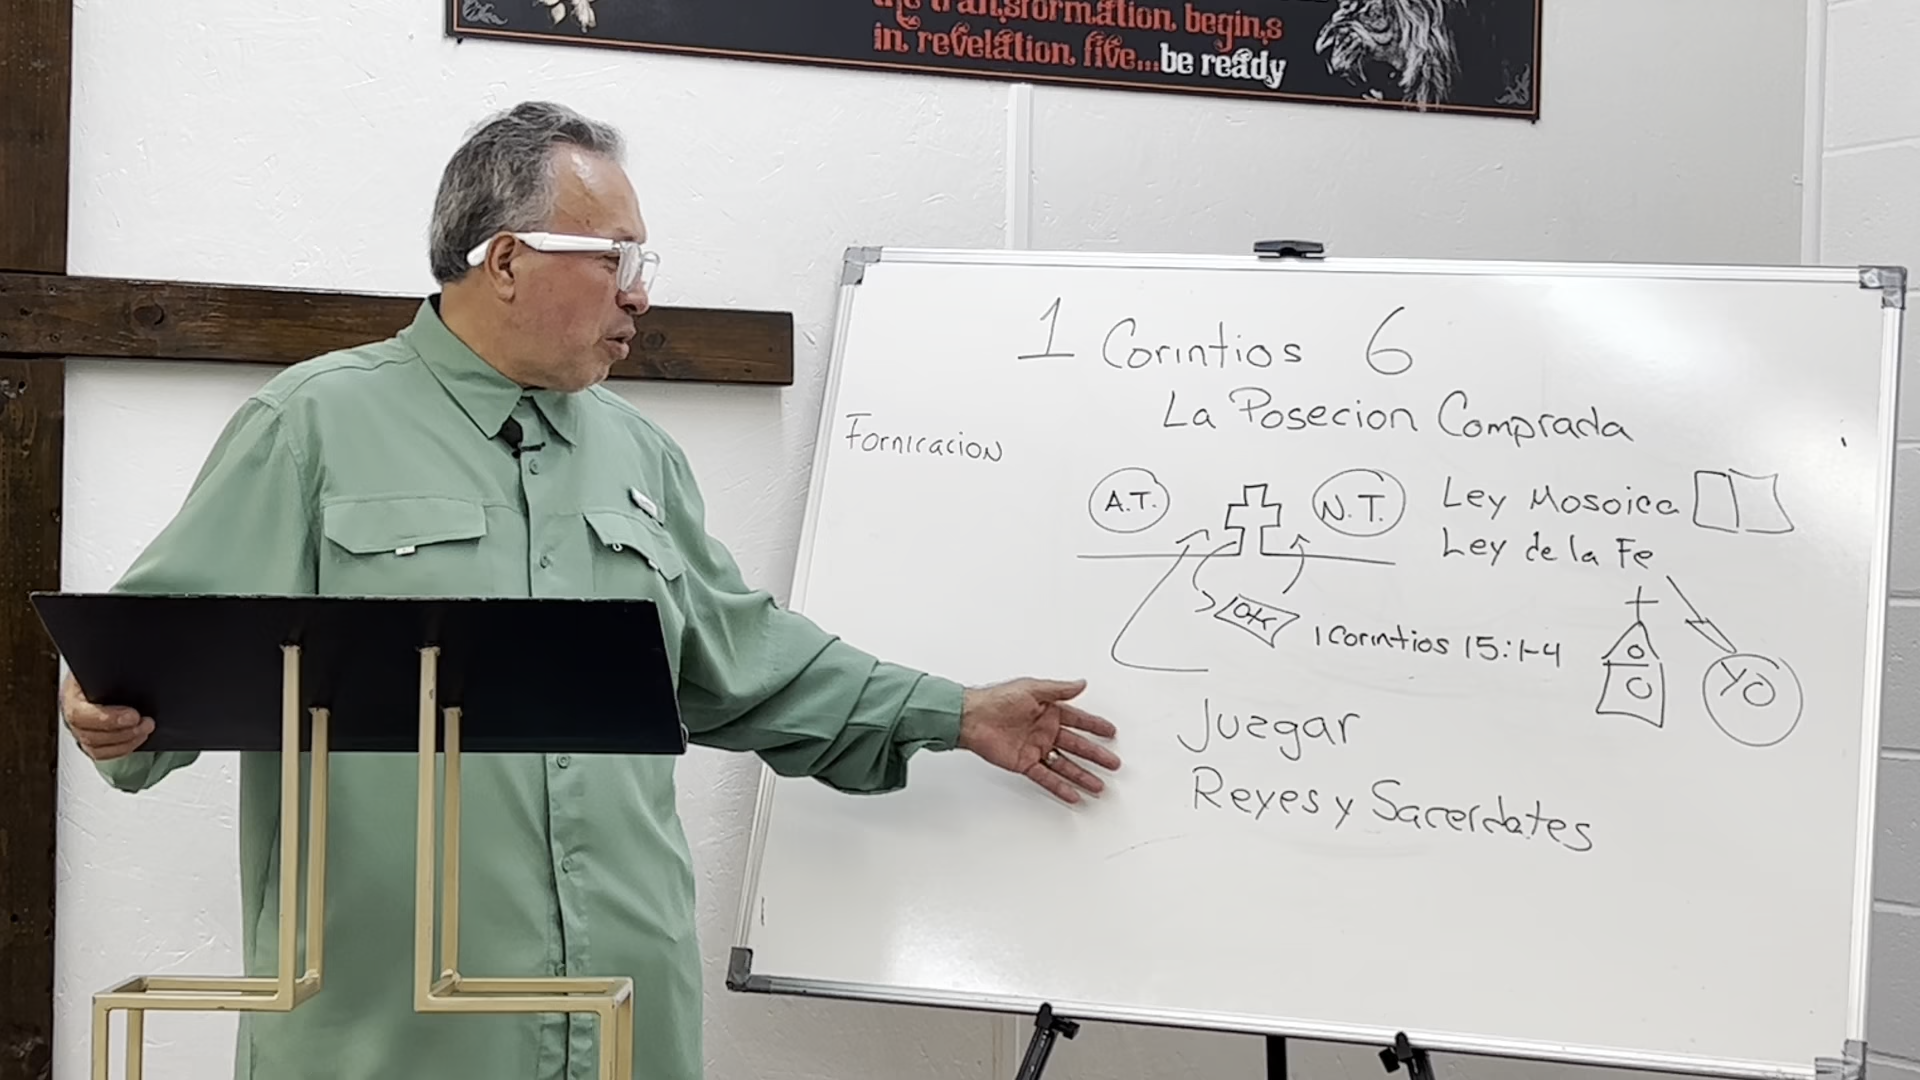 the transformation begins
in revelation five...be ready
1 Corintios 6
La Posecion Comprada
Fornicacion
A.T.
N.T.
Ley Mosoica
Ley de la Fe
1 Corintios 15:1-4
YO
Juzgar
Reyes y Sacerdotes